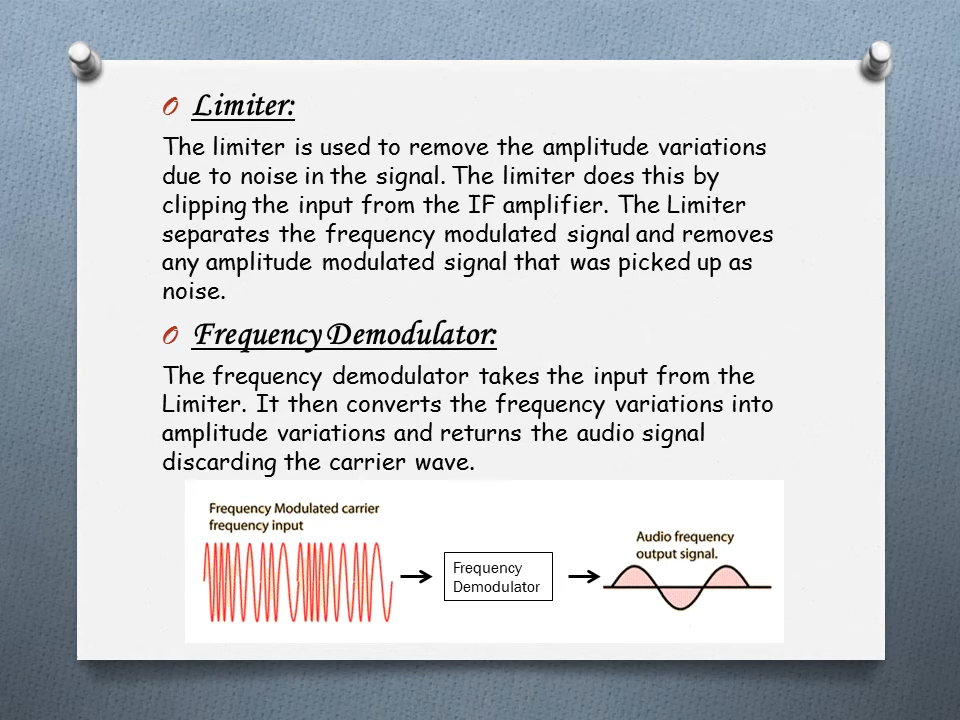 Limiter:
The limiter is used to remove the amplitude variations
due to noise in the signal. The limiter does this by
clipping the input from the IF amplifier. The Limiter
separates the frequency modulated signal and removes
any amplitude modulated signal that was picked up as
noise.
Frequency Demodulator:
The frequency demodulator takes the input from the
Limiter. It then converts the frequency variations into
amplitude variations and returns the audio signal
discarding the carrier wave.
Frequency Modulated carrier
frequency input
Frequency
Demodulator
Audio frequency
output signal.